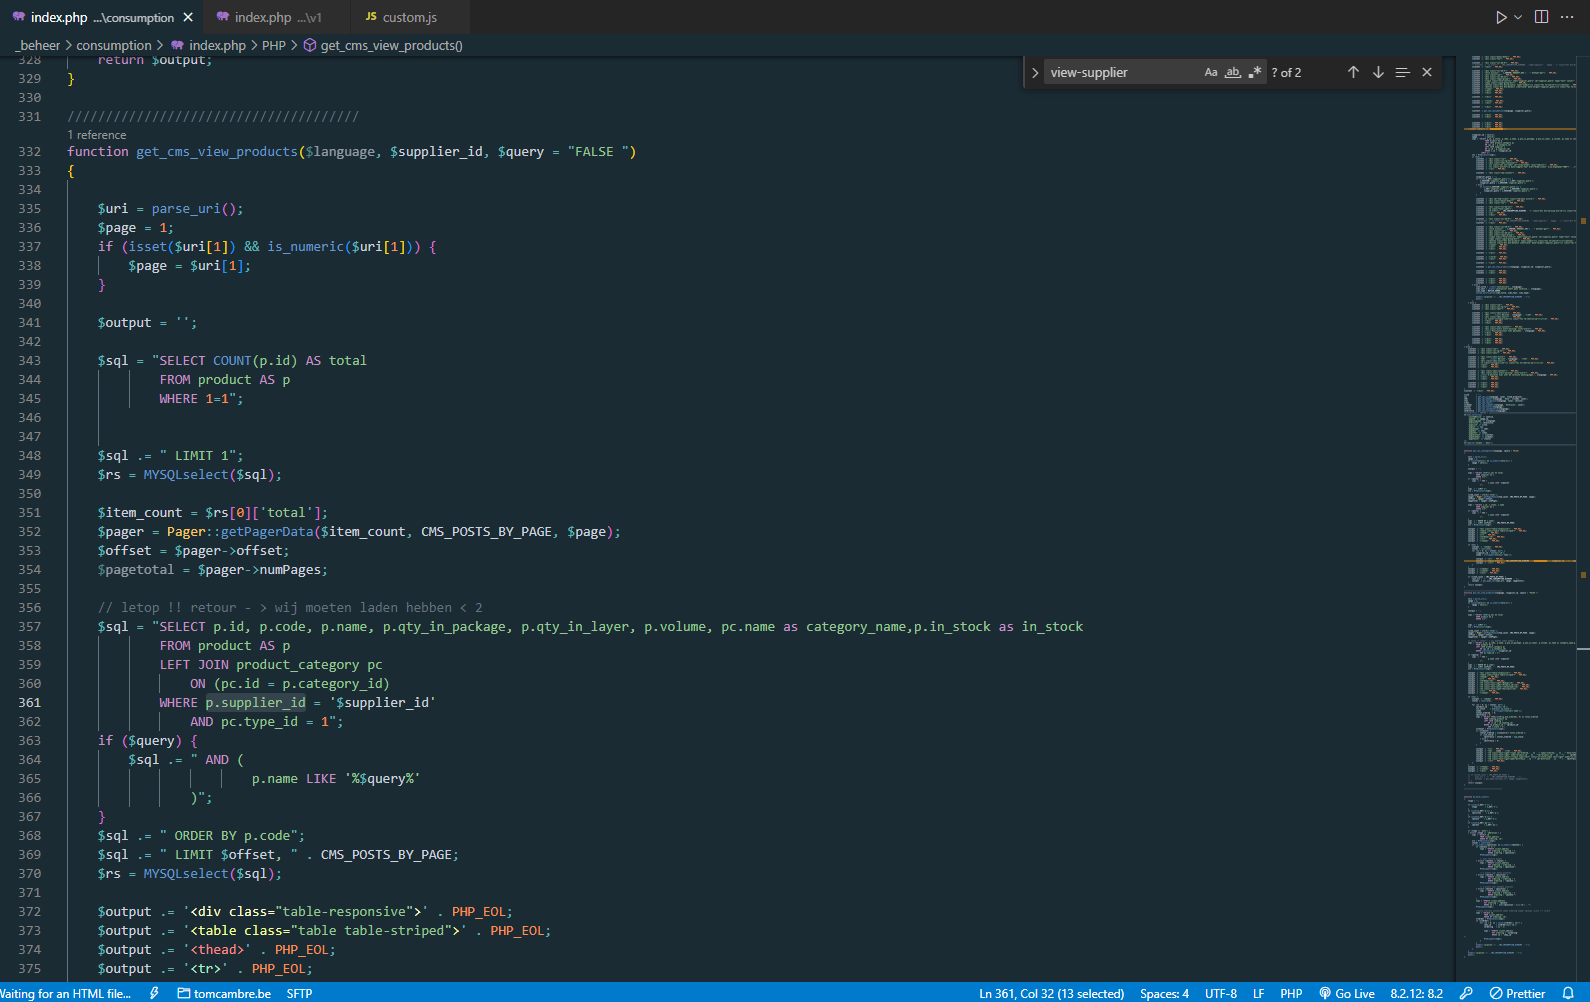 index.php ...\consumption
index.php ...\v1
JS custom.js
_beheer > consumption > index.php > PHP > get_cms_view_products()
view-supplier Aa ab .* ? of 2
328 return $output;
329 }
330
331 //////////////////////////////////////
1 reference
332 function get_cms_view_products($language, $supplier_id, $query = "FALSE ")
333 {
334
335 $uri = parse_uri();
336 $page = 1;
337 if (isset($uri[1]) && is_numeric($uri[1])) {
338 $page = $uri[1];
339 }
340
341 $output = '';
342
343 $sql = "SELECT COUNT(p.id) AS total
344 FROM product AS p
345 WHERE 1=1";
346
347
348 $sql .= " LIMIT 1";
349 $rs = MYSQLselect($sql);
350
351 $item_count = $rs[0]['total'];
352 $pager = Pager::getPagerData($item_count, CMS_POSTS_BY_PAGE, $page);
353 $offset = $pager->offset;
354 $pagetotal = $pager->numPages;
355
356 // letop !! retour - > wij moeten laden hebben < 2
357 $sql = "SELECT p.id, p.code, p.name, p.qty_in_package, p.qty_in_layer, p.volume, pc.name as category_name,p.in_stock as in_stock
358 FROM product AS p
359 LEFT JOIN product_category pc
360 ON (pc.id = p.category_id)
361 WHERE p.supplier_id = '$supplier_id'
362 AND pc.type_id = 1";
363 if ($query) {
364 $sql .= " AND (
365 p.name LIKE '%$query%'
366 )";
367 }
368 $sql .= " ORDER BY p.code";
369 $sql .= " LIMIT $offset, " . CMS_POSTS_BY_PAGE;
370 $rs = MYSQLselect($sql);
371
372 $output .= '<div class="table-responsive">' . PHP_EOL;
373 $output .= '<table class="table table-striped">' . PHP_EOL;
374 $output .= '<thead>' . PHP_EOL;
375 $output .= '<tr>' . PHP_EOL;
Waiting for an HTML file... tomcambre.be SFTP Ln 361, Col 32 (13 selected) Spaces: 4 UTF-8 LF PHP Go Live 8.2.12: 8.2 Prettier